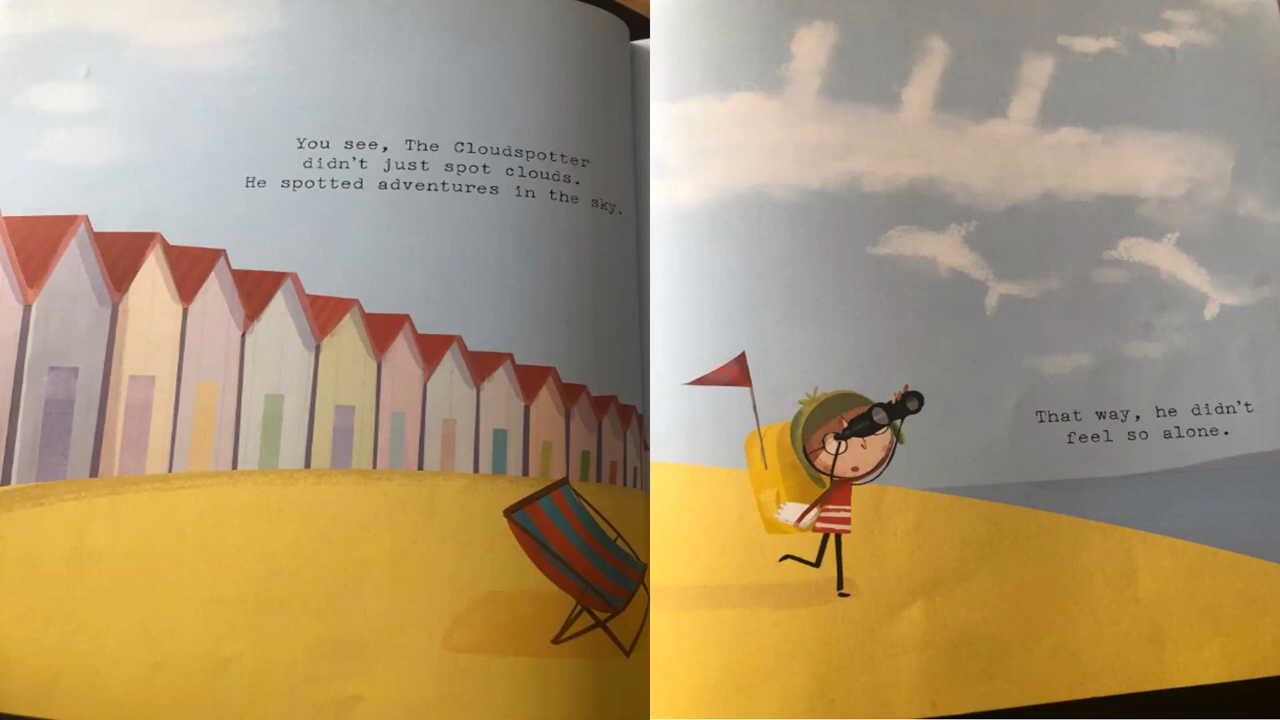 You see, The Cloudspotter
didn't just spot clouds.
He spotted adventures in the sky.
That way, he didn't
feel so alone.